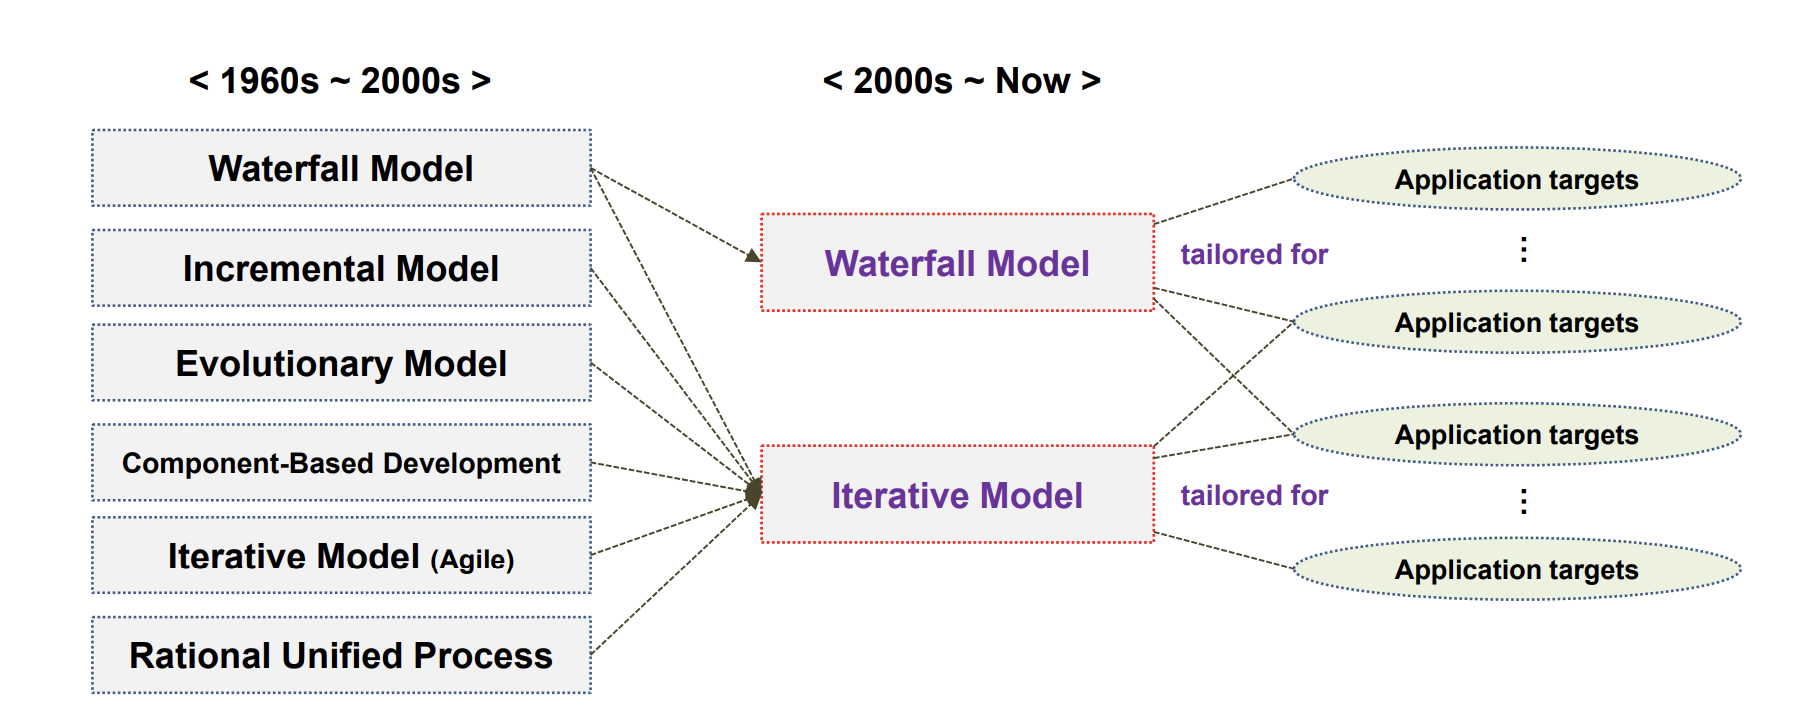 < 1960s ~ 2000s >
Waterfall Model
Incremental Model
Evolutionary Model
Component-Based Development
Iterative Model (Agile)
Rational Unified Process
< 2000s ~ Now >
Waterfall Model
Iterative Model
tailored for
tailored for
Application targets
⋮
Application targets
Application targets
⋮
Application targets